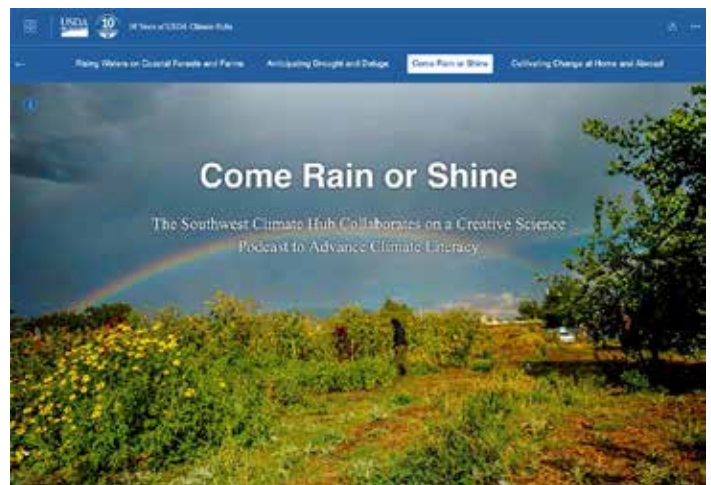 USDA
10
10 Years of USDA Climate Hubs
Rising Waters on Coastal Forests and Farms
Anticipating Drought and Deluge
Come Rain or Shine
Cultivating Change at Home and Abroad
Come Rain or Shine
The Southwest Climate Hub Collaborates on a Creative Science
Podcast to Advance Climate Literacy